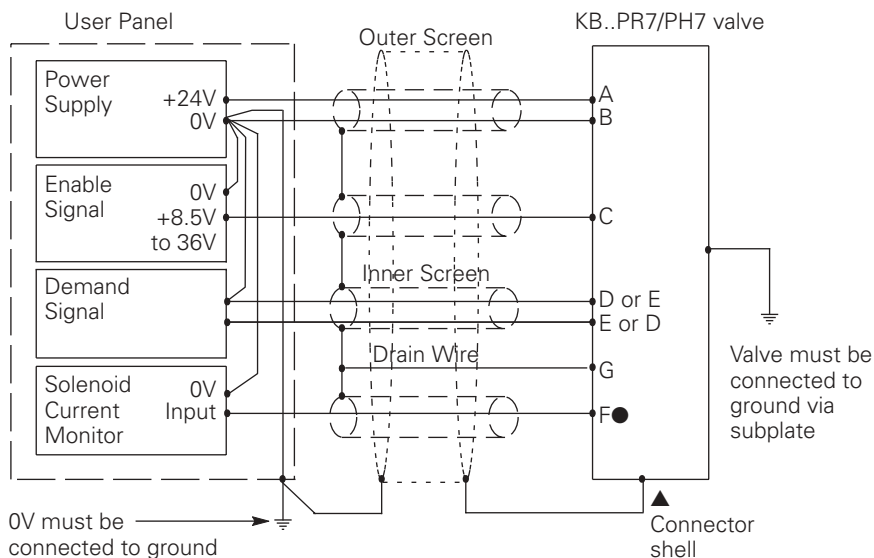 User Panel
Outer Screen
KB..PR7/PH7 valve
Power
Supply
+24V
0V
A
B
Enable
Signal
0V
+8.5V
to 36V
C
Inner Screen
Demand
Signal
D or E
E or D
Drain Wire
G
Solenoid
Current
Monitor
0V
Input
F●
Valve must be
connected to
ground via
subplate
0V must be
connected to ground
▲
Connector
shell